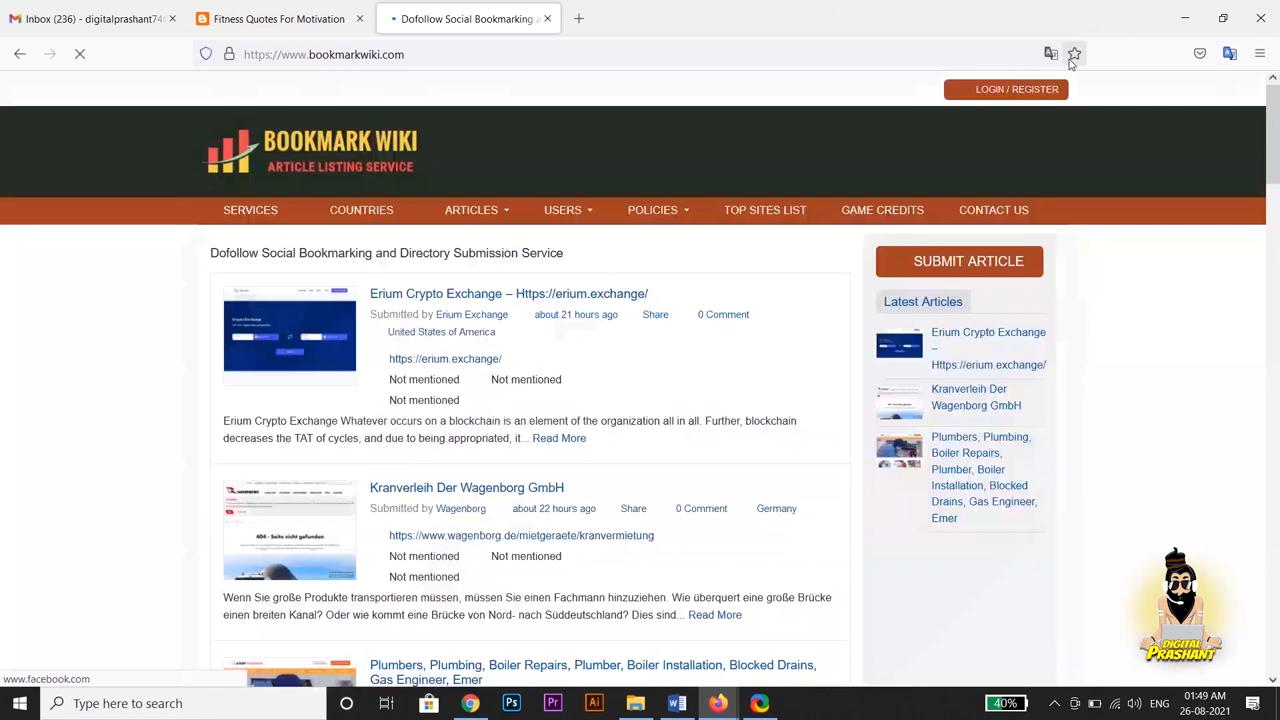 Inbox (236) - digitalprashant746
Fitness Quotes For Motivation
Dofollow Social Bookmarking a
https://www.bookmarkwiki.com
LOGIN / REGISTER
BOOKMARK WIKI
ARTICLE LISTING SERVICE
SERVICES COUNTRIES ARTICLES USERS POLICIES TOP SITES LIST GAME CREDITS CONTACT US
Dofollow Social Bookmarking and Directory Submission Service
Erium Crypto Exchange – Https://erium.exchange/
Submitted by Erium Exchange about 21 hours ago Share 0 Comment
United States of America
https://erium.exchange/
Not mentioned Not mentioned
Not mentioned
Erium Crypto Exchange Whatever occurs on a blockchain is an element of the organization all in all. Further, blockchain
decreases the TAT of cycles, and due to being appropriated, it... Read More
Kranverleih Der Wagenborg GmbH
Submitted by Wagenborg about 22 hours ago Share 0 Comment Germany
404 - Seite nicht gefunden
https://www.wagenborg.de/mietgeraete/kranvermietung
Not mentioned Not mentioned
Not mentioned
Wenn Sie große Produkte transportieren müssen, müssen Sie einen Fachmann hinzuziehen. Wie überquert eine große Brücke
einen breiten Kanal? Oder wie kommt eine Brücke von Nord- nach Süddeutschland? Dies sind... Read More
Plumbers, Plumbing, Boiler Repairs, Plumber, Boiler Installation, Blocked Drains,
Gas Engineer, Emer
SUBMIT ARTICLE
Latest Articles
Erium Crypto Exchange
–
Https://erium.exchange/
Kranverleih Der
Wagenborg GmbH
Plumbers, Plumbing,
Boiler Repairs,
Plumber, Boiler
Installation, Blocked
Drains, Gas Engineer,
Emer
DIGITAL
PRASHANT
www.facebook.com
Type here to search
Ps
Pr
Ai
40%
ENG
01:49 AM
26-08-2021